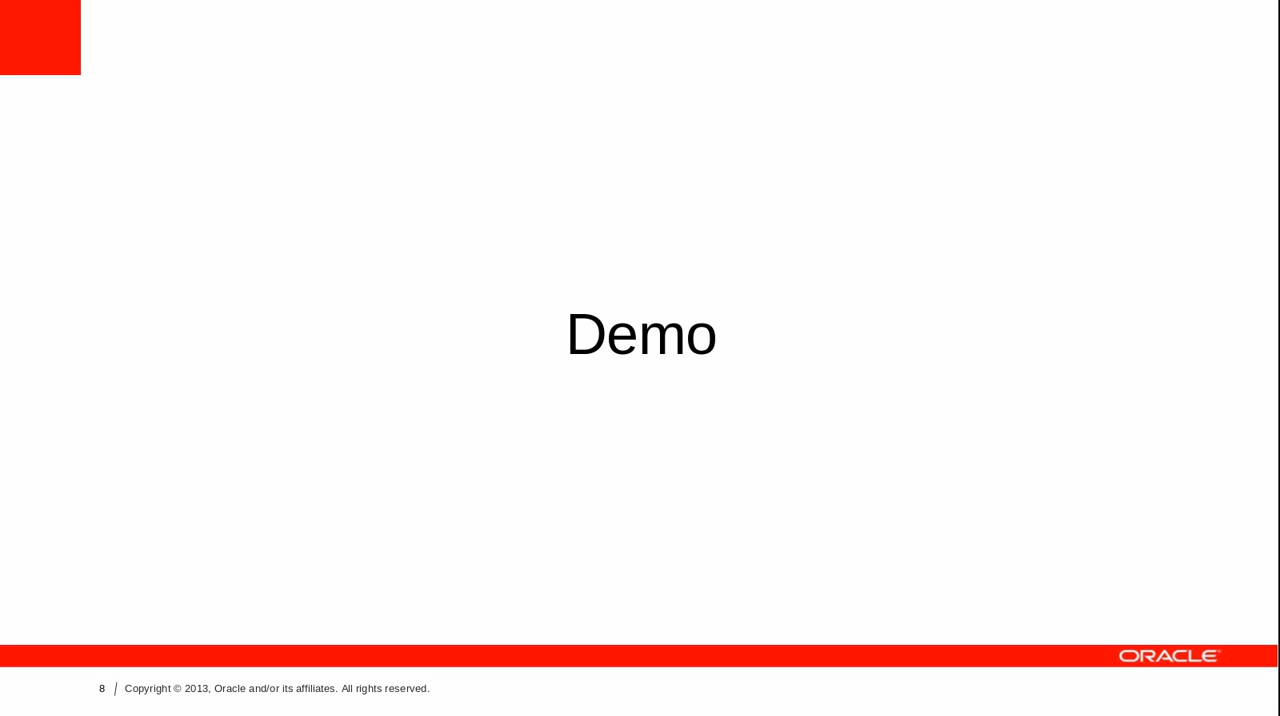 Demo
ORACLE
8 Copyright © 2013, Oracle and/or its affiliates. All rights reserved.